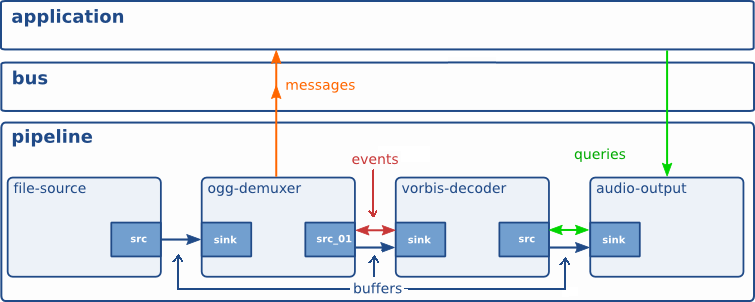 application
bus
messages
pipeline
events
queries
file-source
ogg-demuxer
vorbis-decoder
audio-output
src
sink
src_01
sink
src
sink
buffers